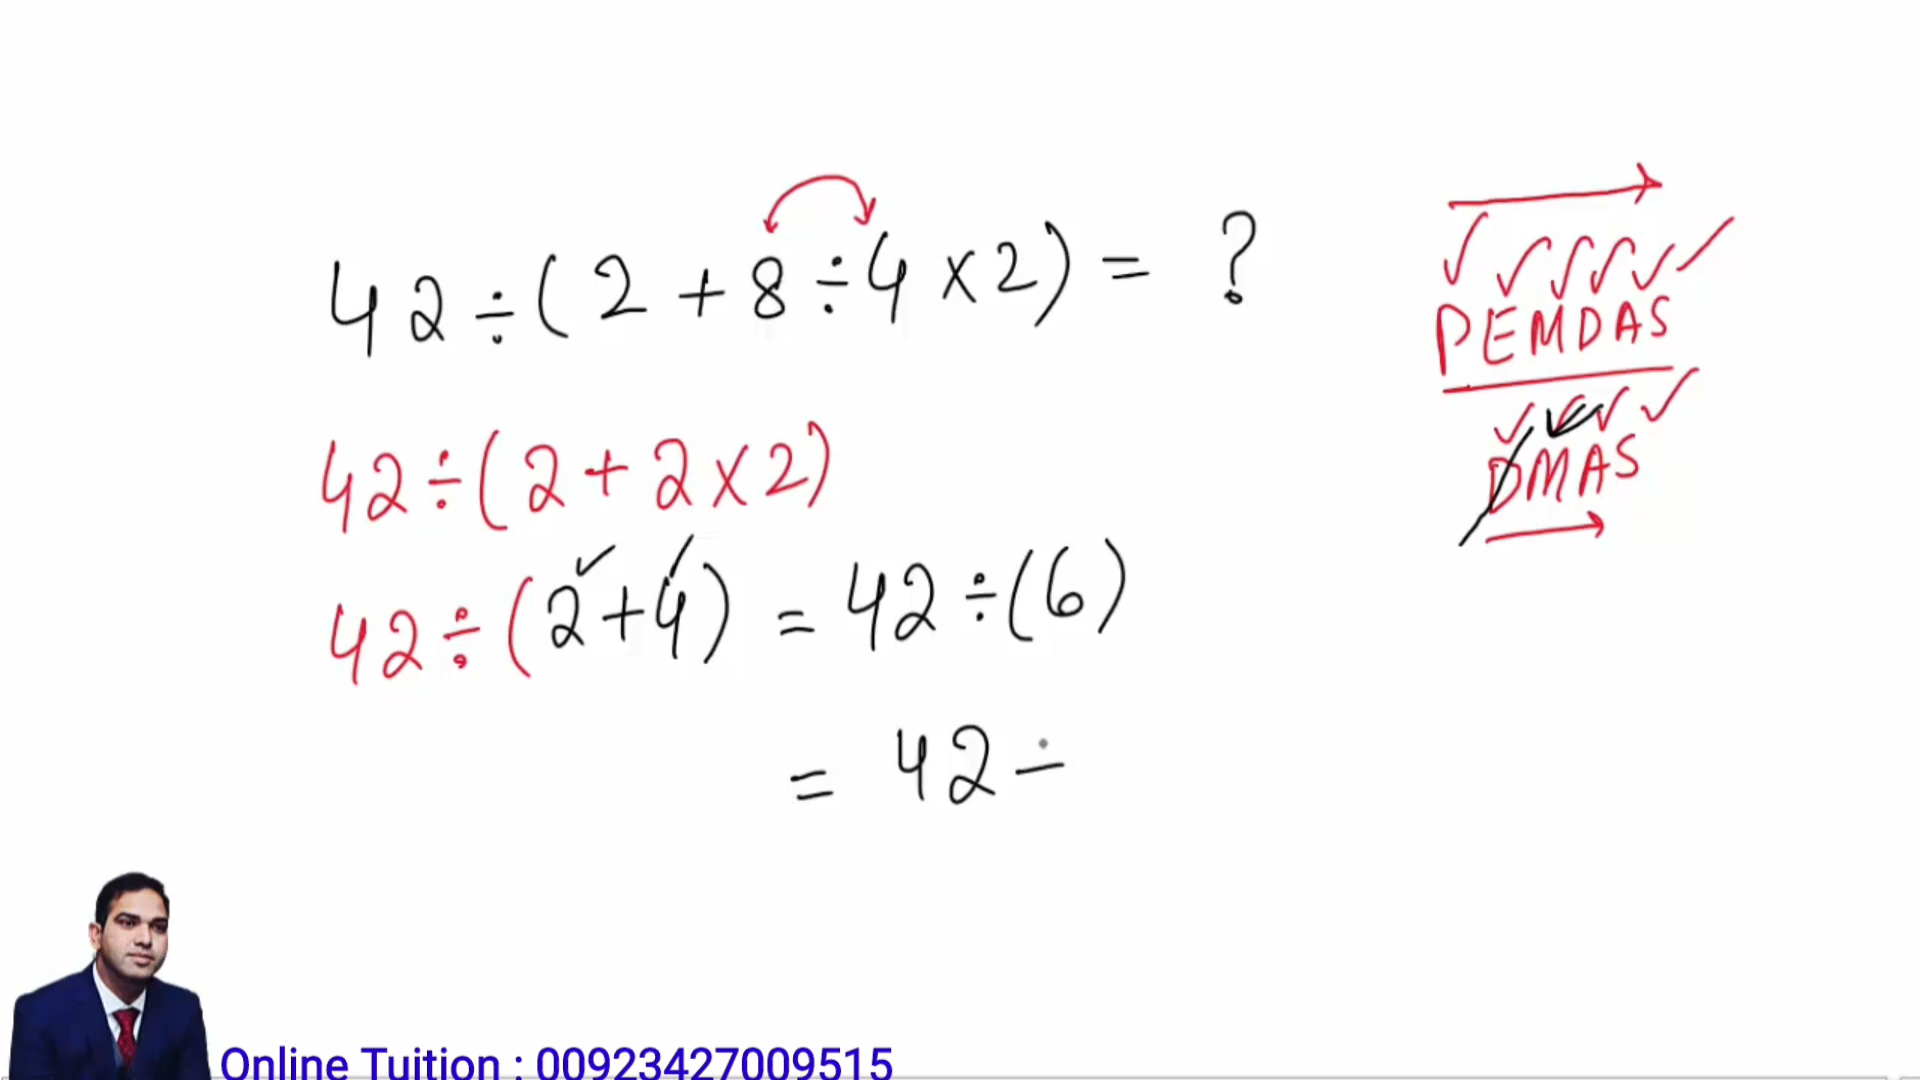 42 ÷ ( 2 + 8 ÷ 4 × 2 ) = ?
PEMDAS
42 ÷ ( 2 + 2 × 2 )
DMAS
42 ÷ ( 2 + 4 ) = 42 ÷ ( 6 )
= 42 ÷
Online Tuition : 00923427009515